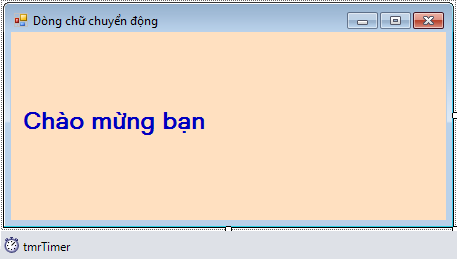 Dòng chữ chuyển động
Chào mừng bạn
tmrTimer